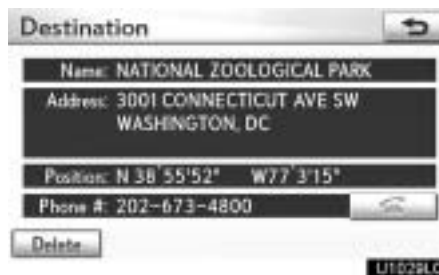 Destination
Name: NATIONAL ZOOLOGICAL PARK
Address: 3001 CONNECTICUT AVE SW
WASHINGTON, DC
Position: N 38°55'52" W77°3'15"
Phone #: 202-673-4800
Delete
U1029LC